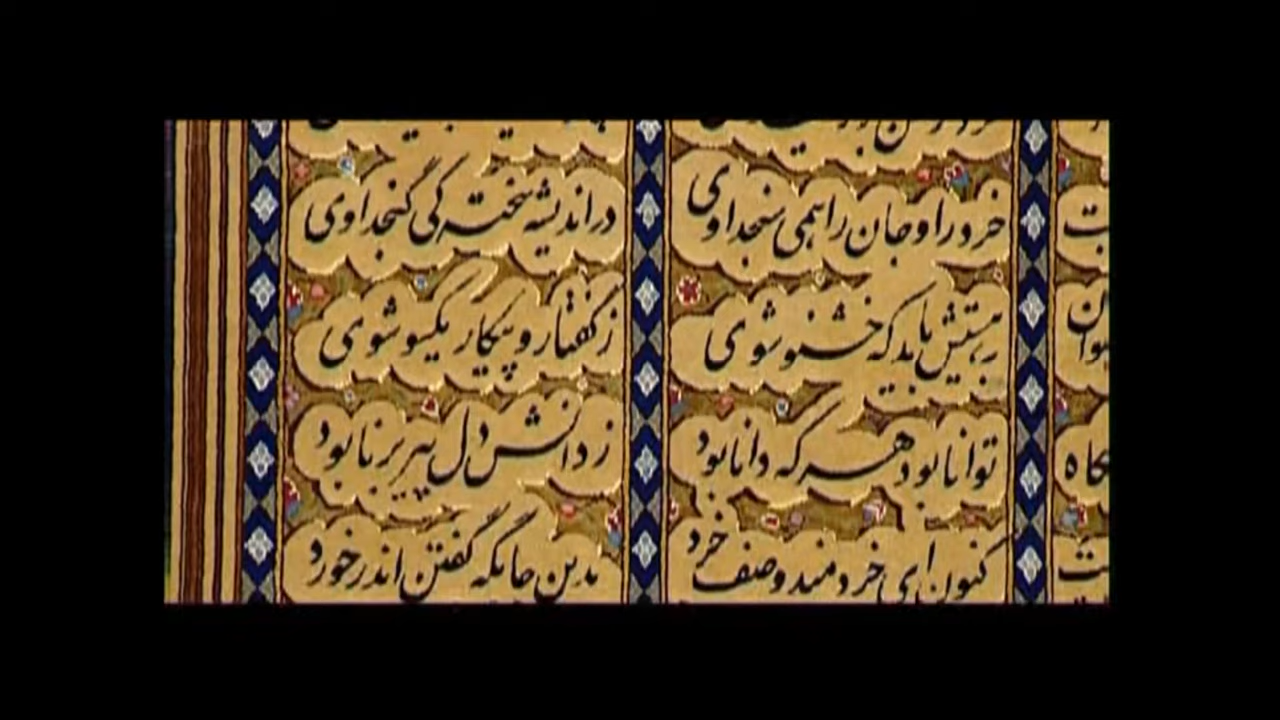 خرد را و جان را همی سنجد اوی در اندیشه سخته کی گنجد اوی
بهستیش باید که شوی ز گفتار و پیکار یکسو شوی
توانا بود هر که دانا بود ز دانش دل پیر برنا بود
کنون ای خردمند وصف خرد بدین جایگه گفتن اندر خورد